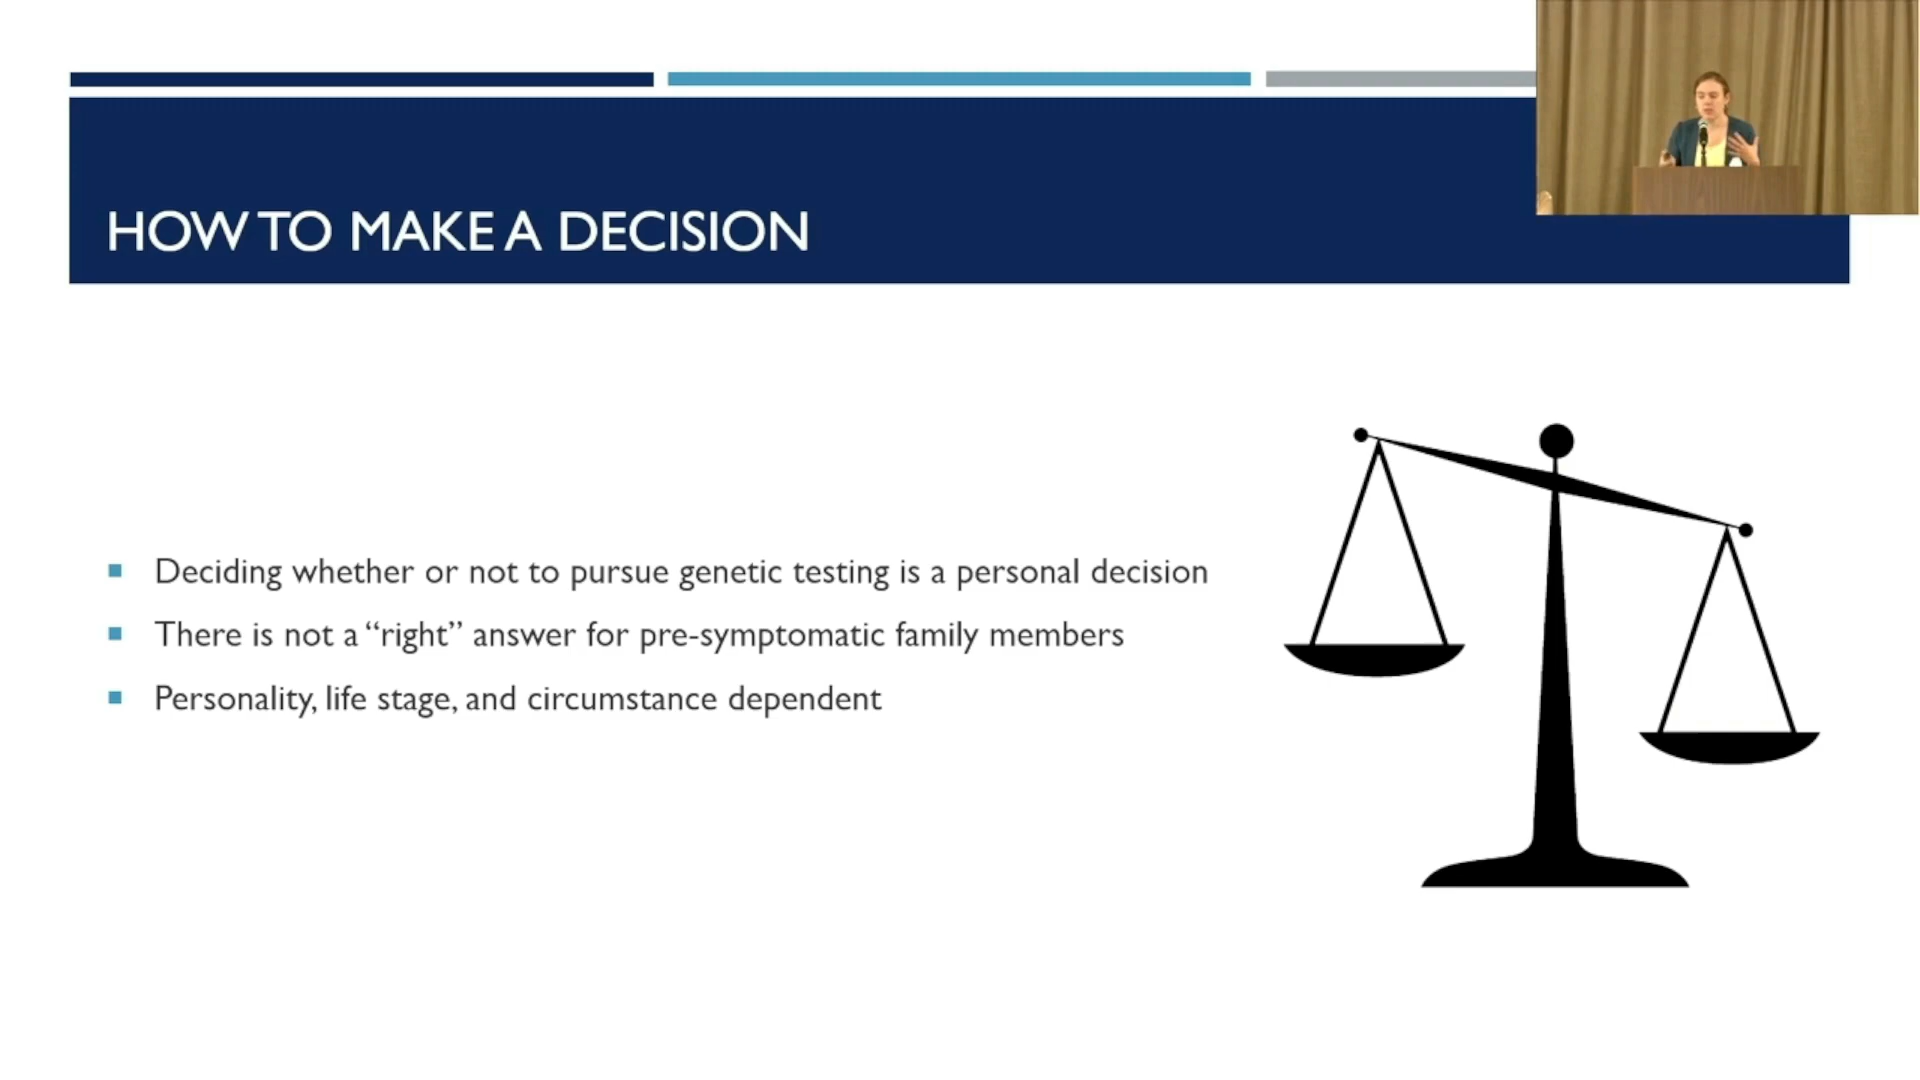 HOW TO MAKE A DECISION
Deciding whether or not to pursue genetic testing is a personal decision
There is not a “right” answer for pre-symptomatic family members
Personality, life stage, and circumstance dependent